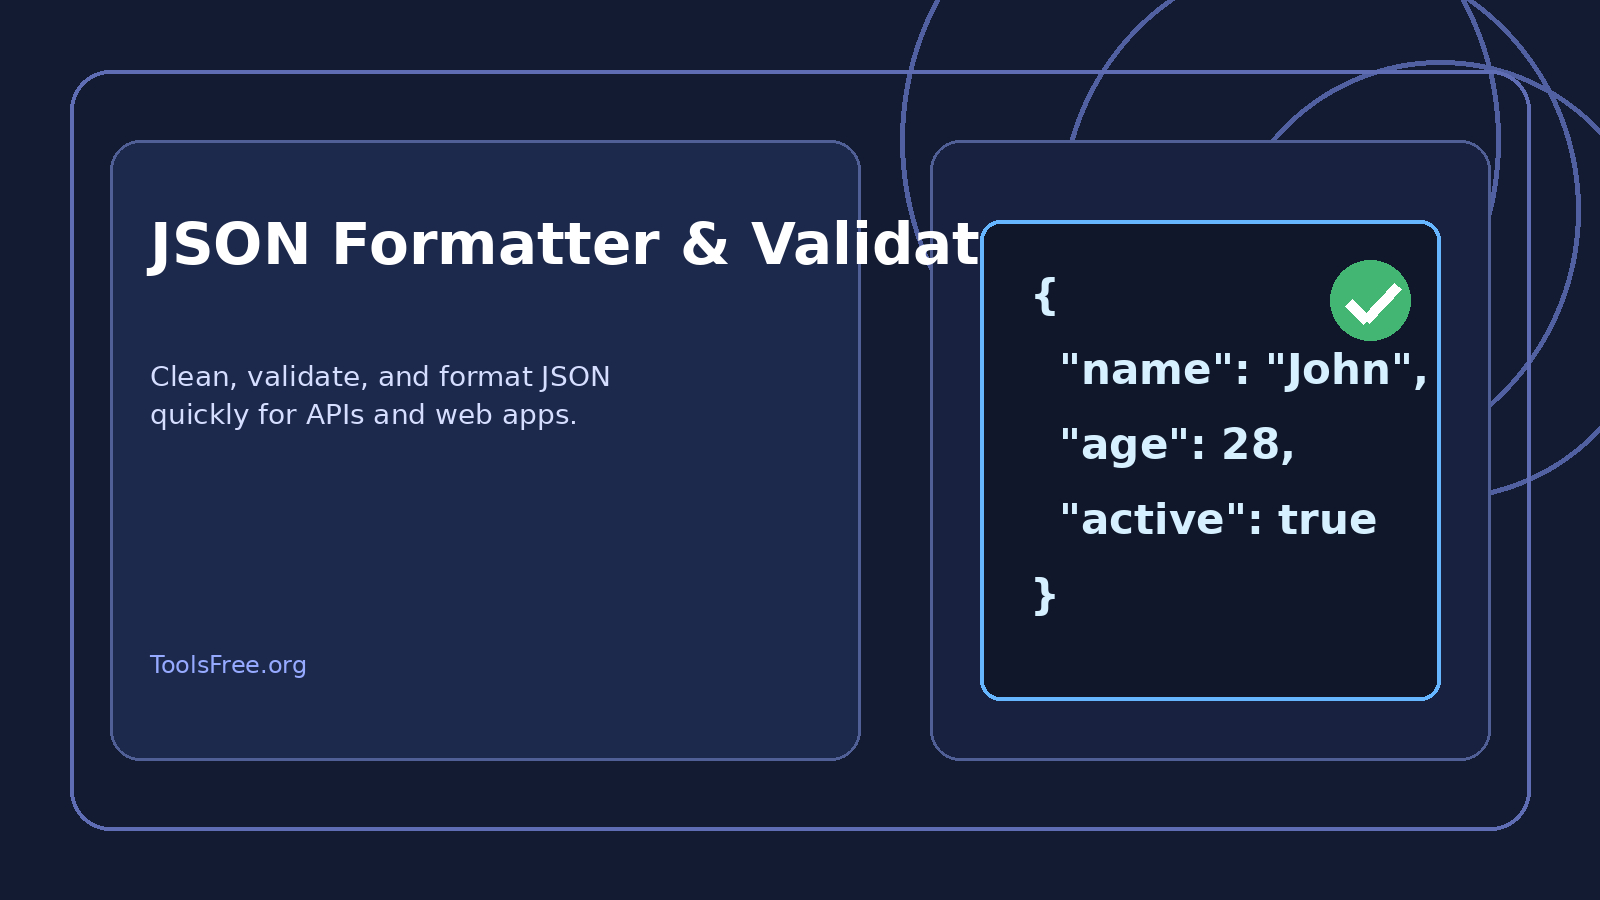 JSON Formatter & Validat
Clean, validate, and format JSON
quickly for APIs and web apps.
ToolsFree.org
{
"name": "John",
"age": 28,
"active": true
}